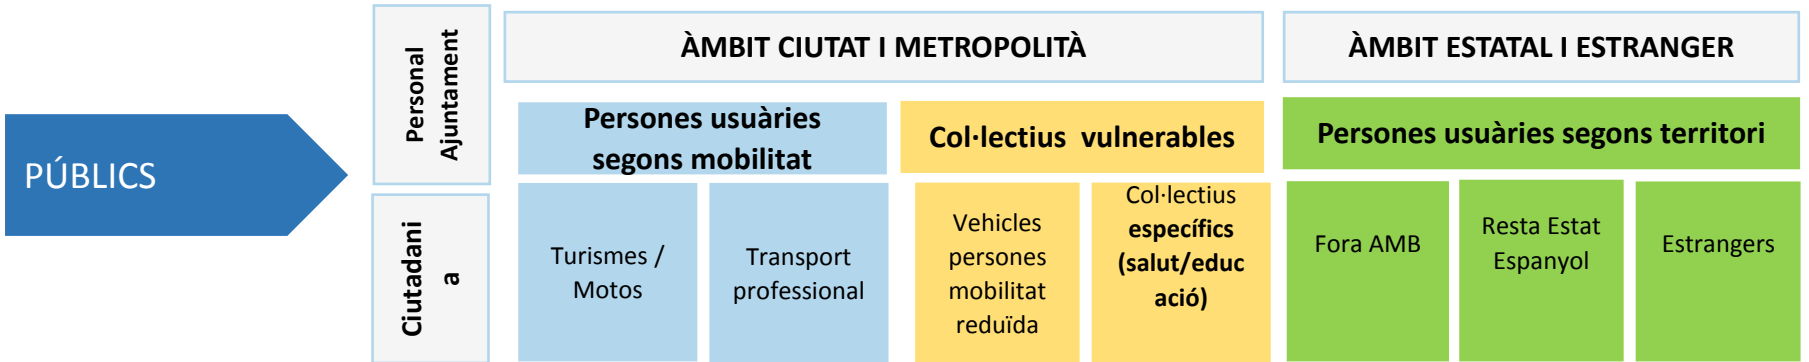 PÚBLICS
Personal
Ajuntament
Ciutadani
a
ÀMBIT CIUTAT I METROPOLITÀ
ÀMBIT ESTATAL I ESTRANGER
Persones usuàries
segons mobilitat
Col·lectius vulnerables
Persones usuàries segons territori
Turismes /
Motos
Transport
professional
Vehicles
persones
mobilitat
reduïda
Col·lectius
específics
(salut/educ
ació)
Fora AMB
Resta Estat
Espanyol
Estrangers